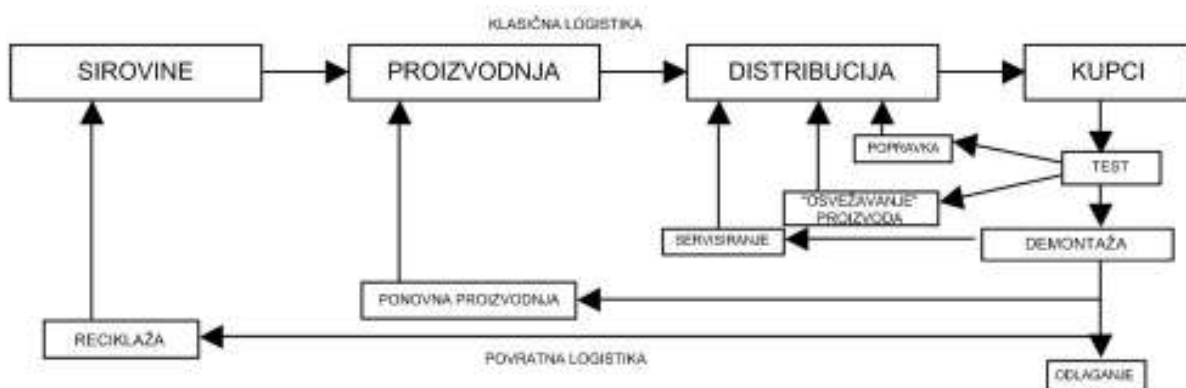 KLASIČNA LOGISTIKA
SIROVINE
PROIZVODNJA
DISTRIBUCIJA
KUPCI
POPRAVKA
TEST
"OSVEŽAVANJE"
PROIZVODA
SERVISIRANJE
DEMONTAŽA
PONOVNA PROIZVODNJA
RECIKLAŽA
POVRATNA LOGISTIKA
ODLAGANJE